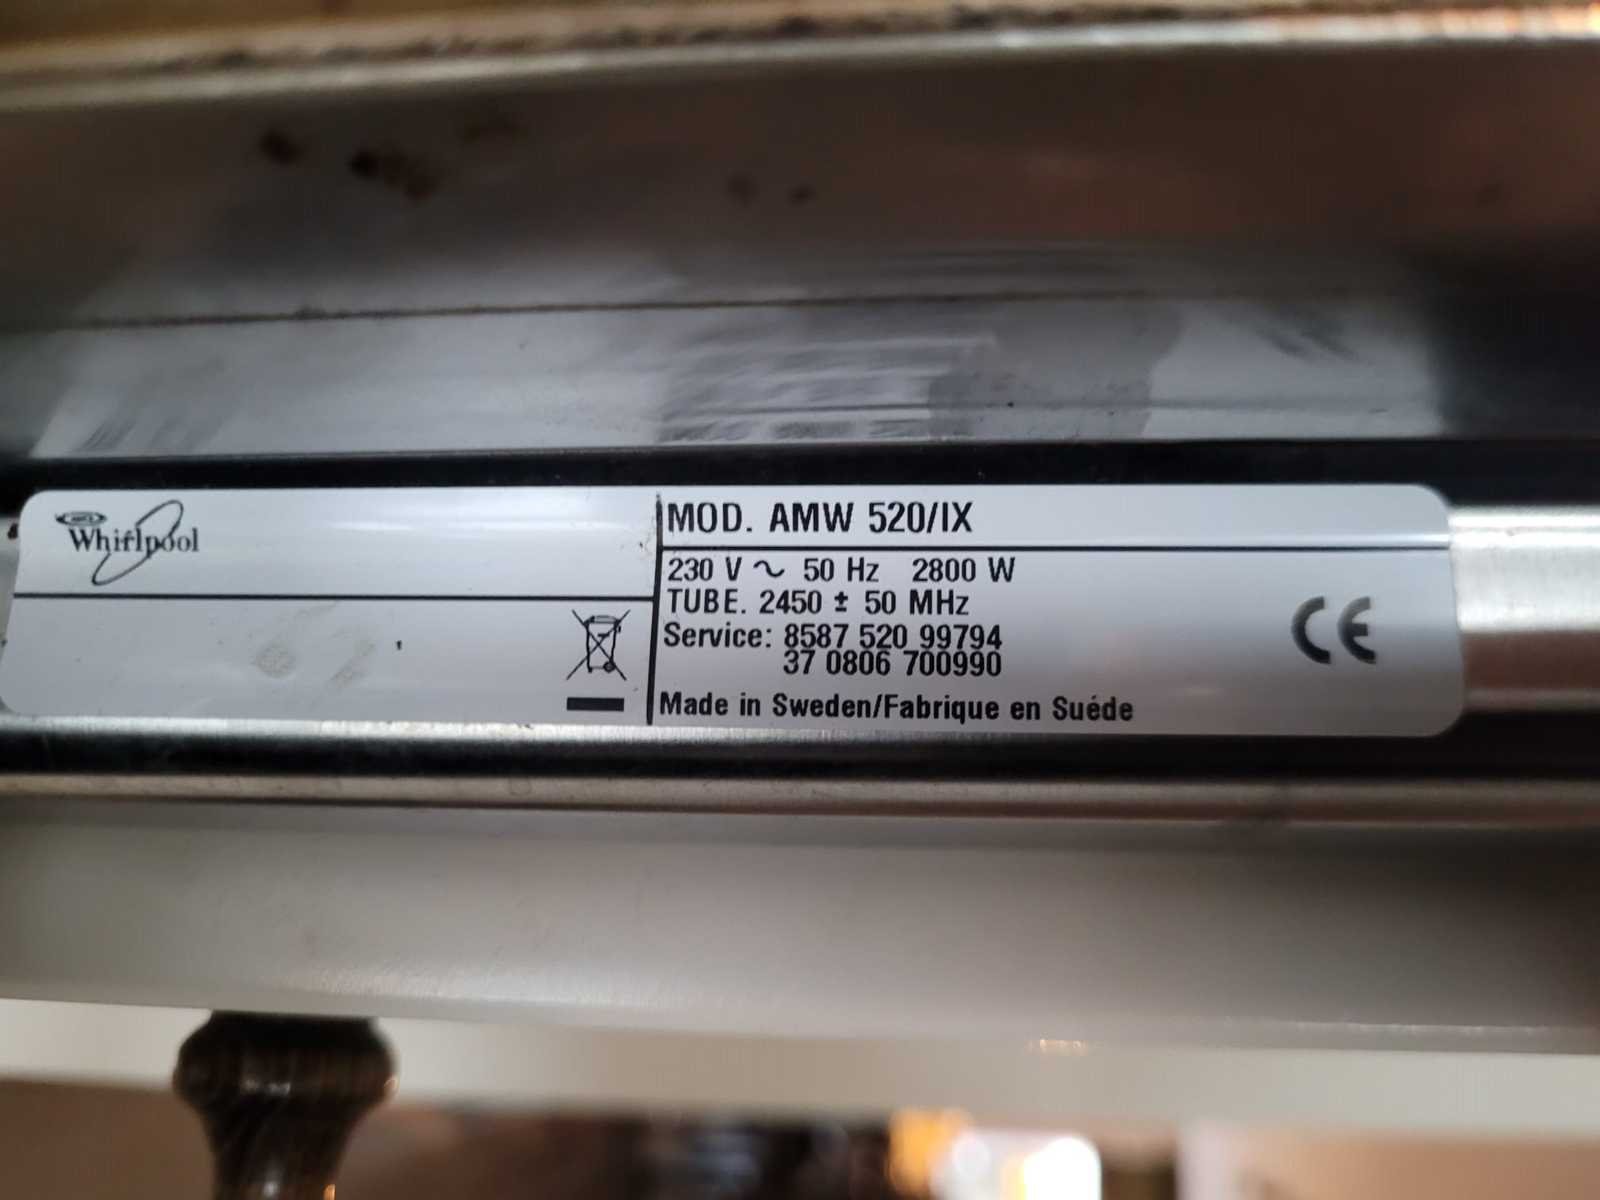 Whirlpool
MOD. AMW 520/IX
230 V ~ 50 Hz 2800 W
TUBE. 2450 ± 50 MHz
Service: 8587 520 99794
37 0806 700990
Made in Sweden/Fabrique en Suéde
CE